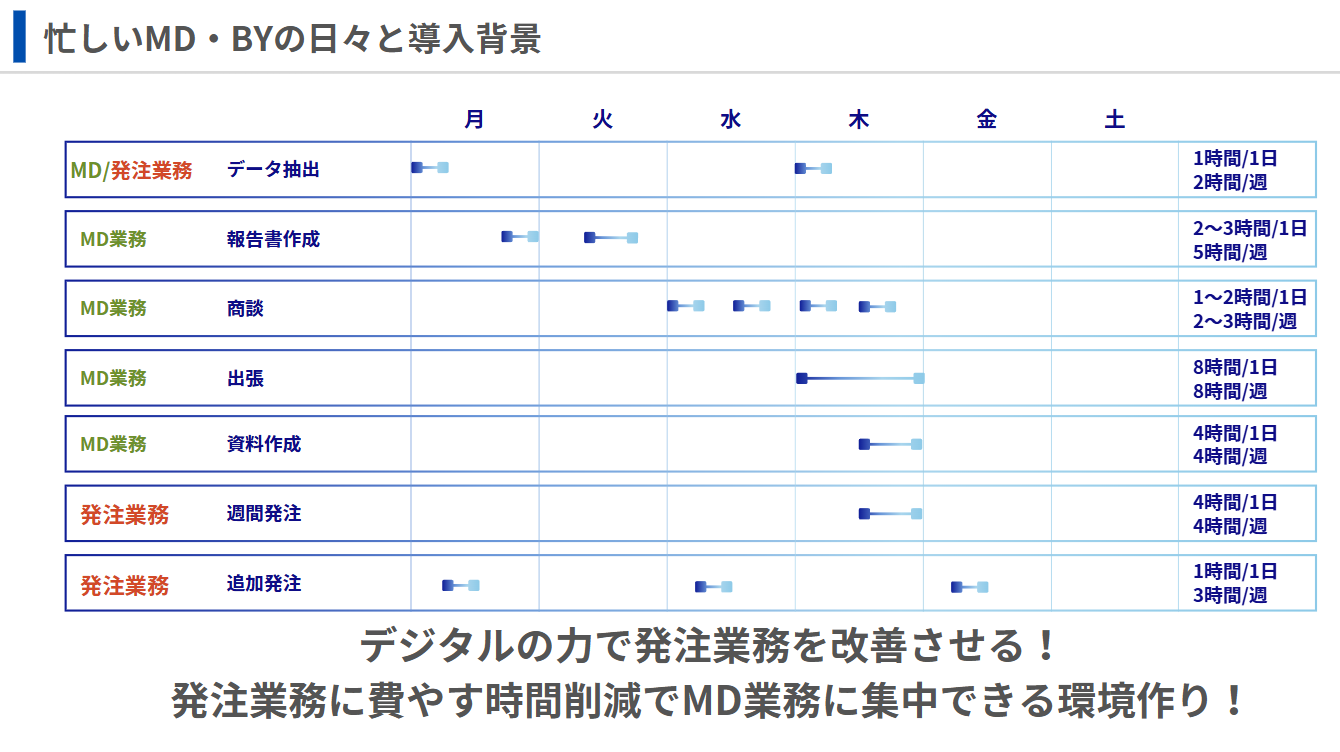 忙しいMD・BYの日々と導入背景
月 火 水 木 金 土
MD/発注業務 データ抽出 1時間/1日
2時間/週
MD業務 報告書作成 2～3時間/1日
5時間/週
MD業務 商談 1～2時間/1日
2～3時間/週
MD業務 出張 8時間/1日
8時間/週
MD業務 資料作成 4時間/1日
4時間/週
発注業務 週間発注 4時間/1日
4時間/週
発注業務 追加発注 1時間/1日
3時間/週
デジタルの力で発注業務を改善させる！
発注業務に費やす時間削減でMD業務に集中できる環境作り！